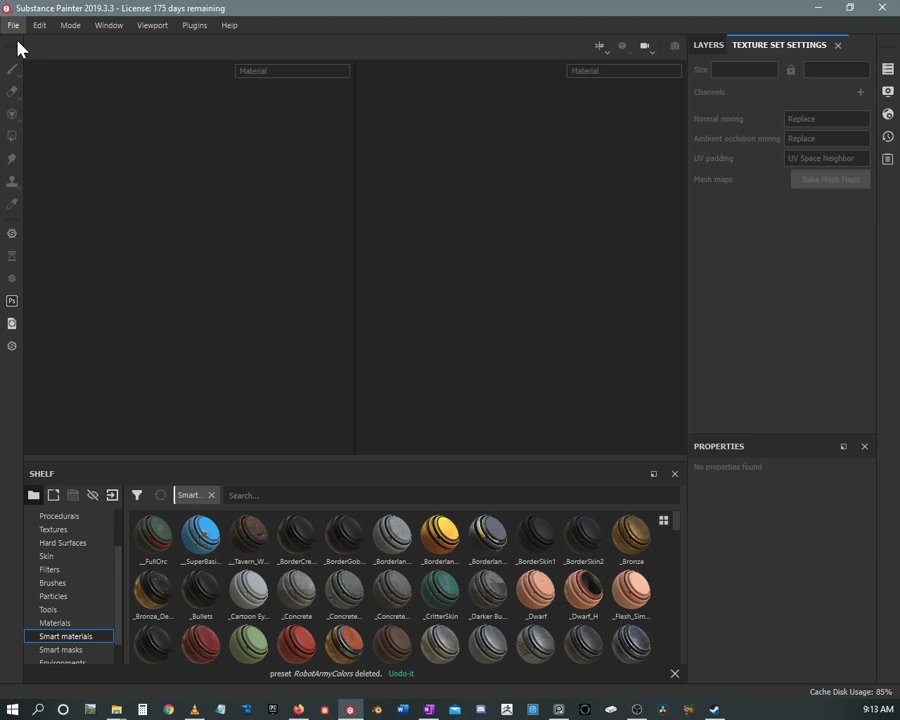 Substance Painter 2019.3.3 - License: 175 days remaining
File Edit Mode Window Viewport Plugins Help
LAYERS TEXTURE SET SETTINGS
Material Material
Size
Channels
Normal mixing Replace
Ambient occlusion mixing Replace
UV padding UV Space Neighbor
Mesh maps Bake Mesh Maps
Ps
PROPERTIES
No properties found
SHELF
Smart.. Search...
Procedurals
Textures
Hard Surfaces
Skin
Filters
Brushes
Particles
Tools
Materials
Smart materials
Smart masks
Environments
__FullOrc __SuperBasi... __Tavern_W... _BorderCre... _BorderGob... _Borderlan... _Borderlan... _Borderlan... _BorderSkin1 _BorderSkin2 _Bronze
_Bronze_De... _Bullets _Cartoon Ey... _Concrete _Concrete... _Concrete... _CritterSkin _Darker Bu... _Dwarf _Dwarf_H _Flesh_Sim...
preset RobotArmyColors deleted. Undo-it
Cache Disk Usage: 85%
9:13 AM